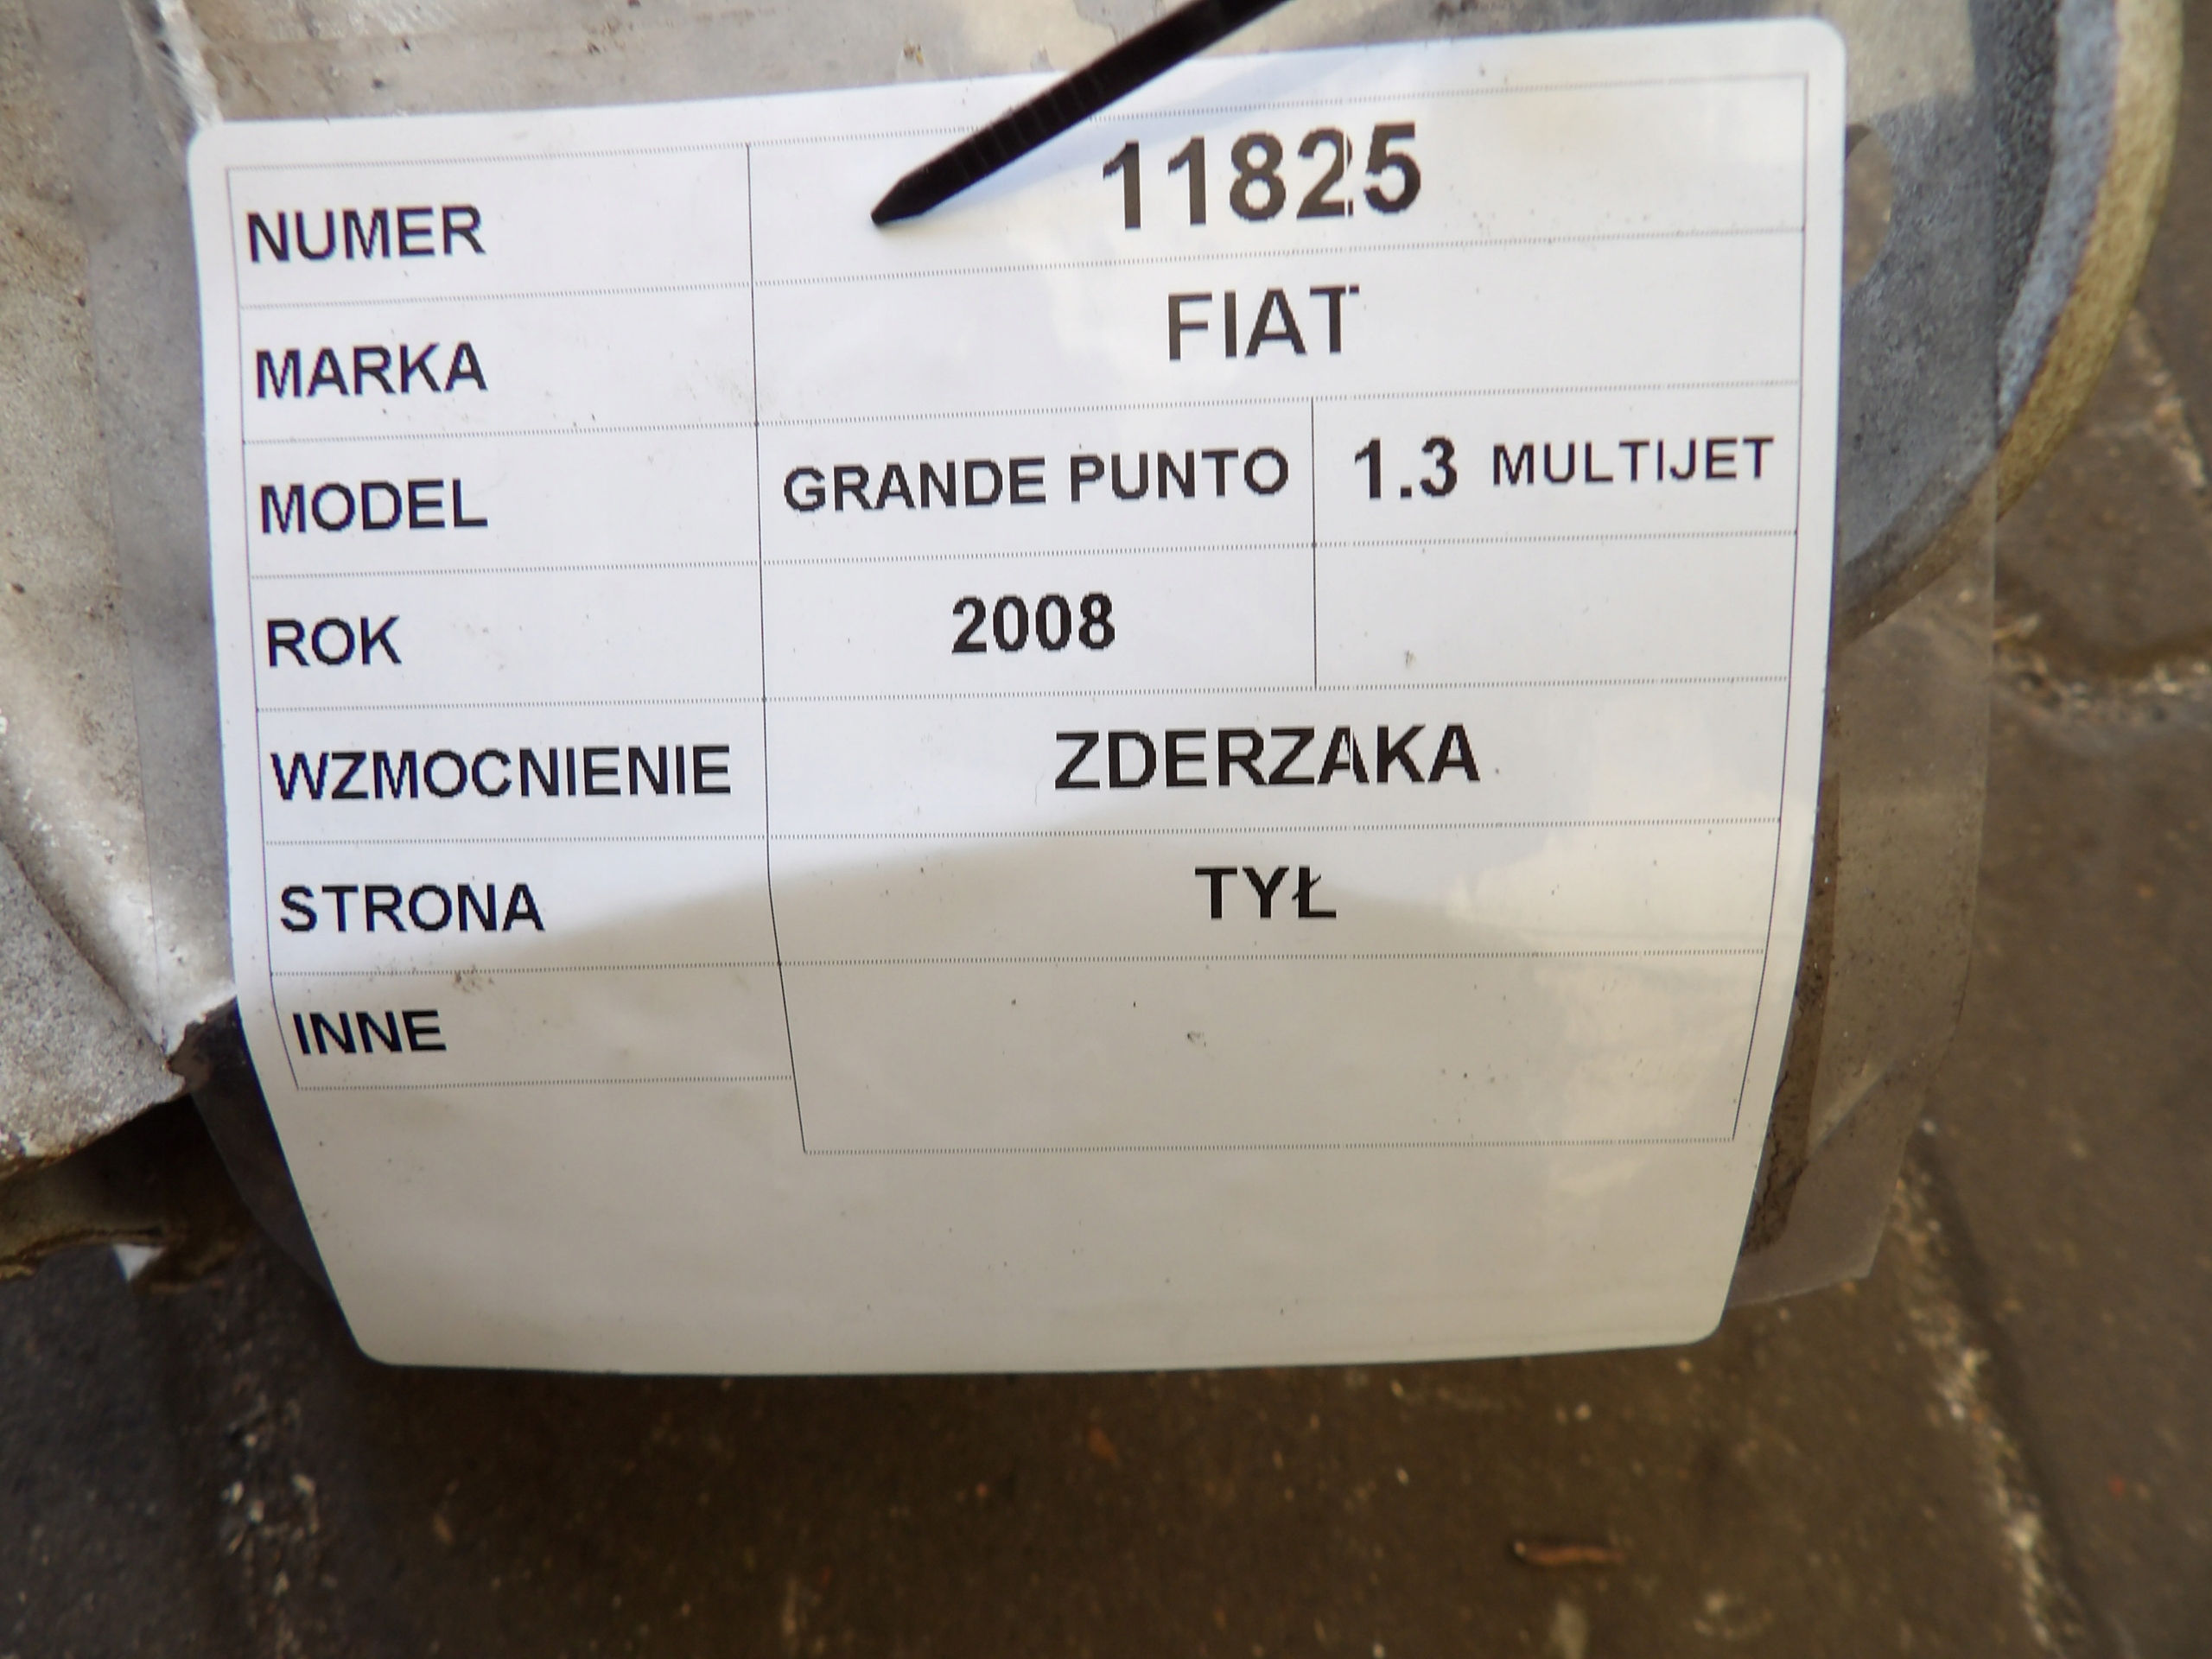 NUMER 11825
MARKA FIAT
MODEL GRANDE PUNTO 1.3 MULTIJET
ROK 2008
WZMOCNIENIE ZDERZAKA
STRONA TYŁ
INNE